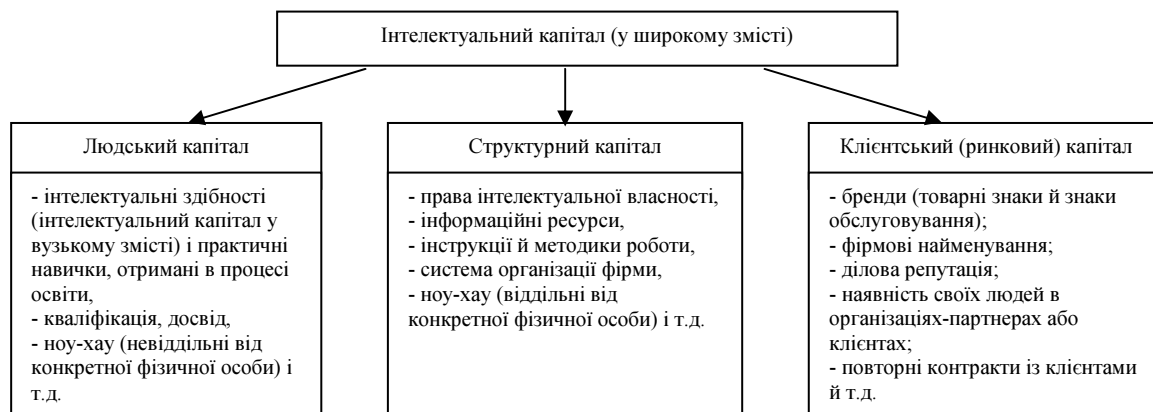 Інтелектуальний капітал (у широкому змісті)
Людський капітал
- інтелектуальні здібності
(інтелектуальний капітал у
вузькому змісті) і практичні
навички, отримані в процесі
освіти,
- кваліфікація, досвід,
- ноу-хау (невіддільні від
конкретної фізичної особи) і
т.д.
Структурний капітал
- права інтелектуальної власності,
- інформаційні ресурси,
- інструкції й методики роботи,
- система організації фірми,
- ноу-хау (віддільні від
конкретної фізичної особи) і т.д.
Клієнтський (ринковий) капітал
- бренди (товарні знаки й знаки
обслуговування);
- фірмові найменування;
- ділова репутація;
- наявність своїх людей в
організаціях-партнерах або
клієнтах;
- повторні контракти із клієнтами
й т.д.